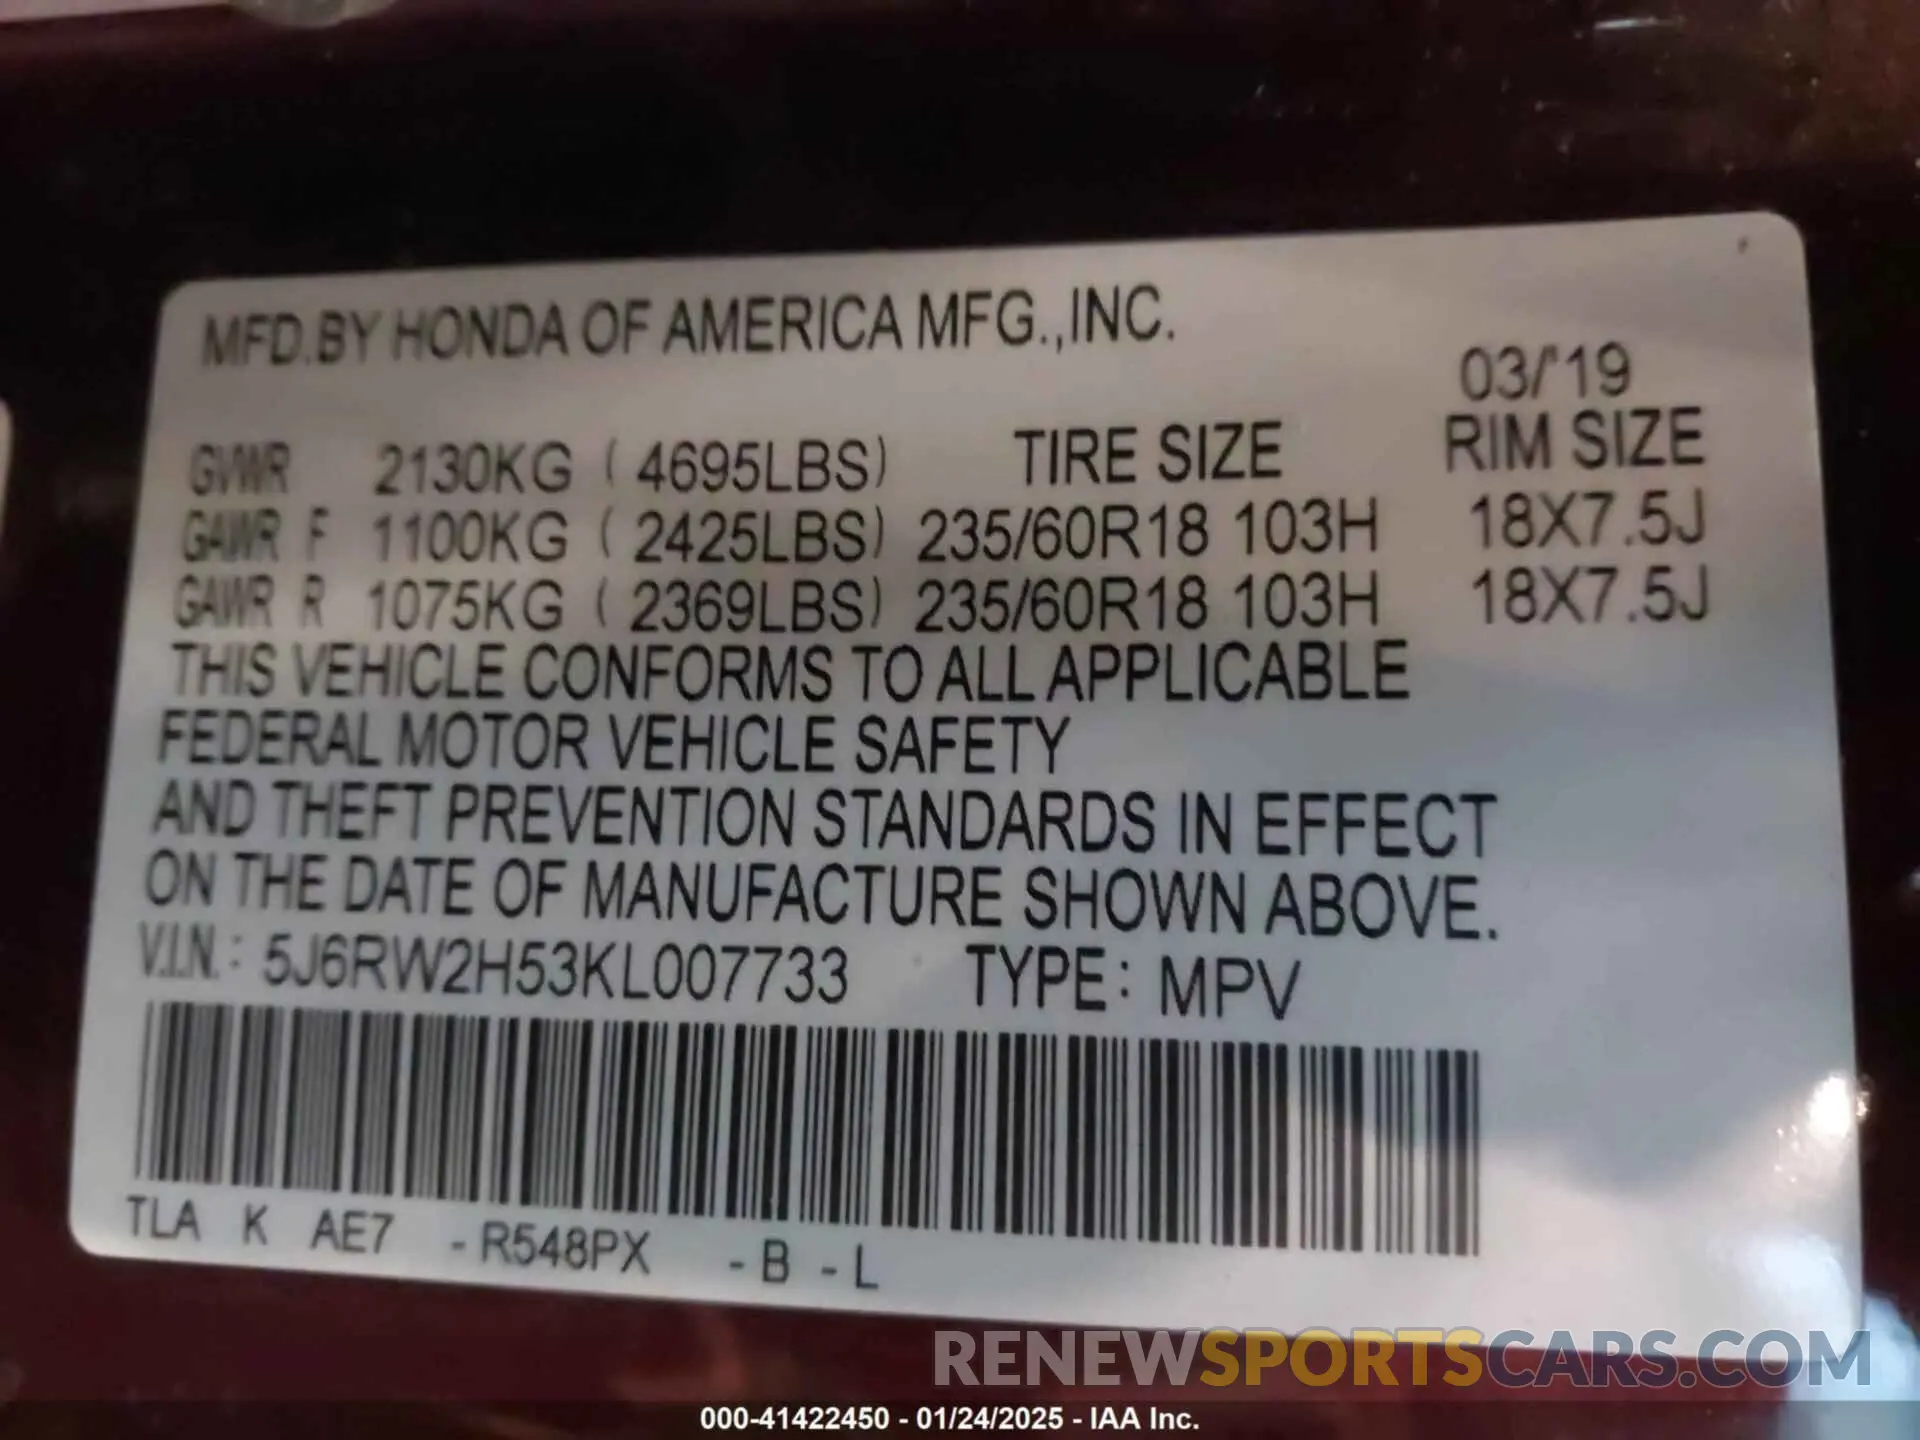 MFD.BY HONDA OF AMERICA MFG.,INC.
03/'19
GVWR 2130KG ( 4695LBS) TIRE SIZE RIM SIZE
GAWR F 1100KG ( 2425LBS) 235/60R18 103H 18X7.5J
GAWR R 1075KG ( 2369LBS) 235/60R18 103H 18X7.5J
THIS VEHICLE CONFORMS TO ALL APPLICABLE
FEDERAL MOTOR VEHICLE SAFETY
AND THEFT PREVENTION STANDARDS IN EFFECT
ON THE DATE OF MANUFACTURE SHOWN ABOVE.
V.I.N.: 5J6RW2H53KL007733 TYPE: MPV
TLA K AE7 -R548PX -B -L
RENEWSPORTSCARS.COM
000-41422450 - 01/24/2025 - IAA Inc.